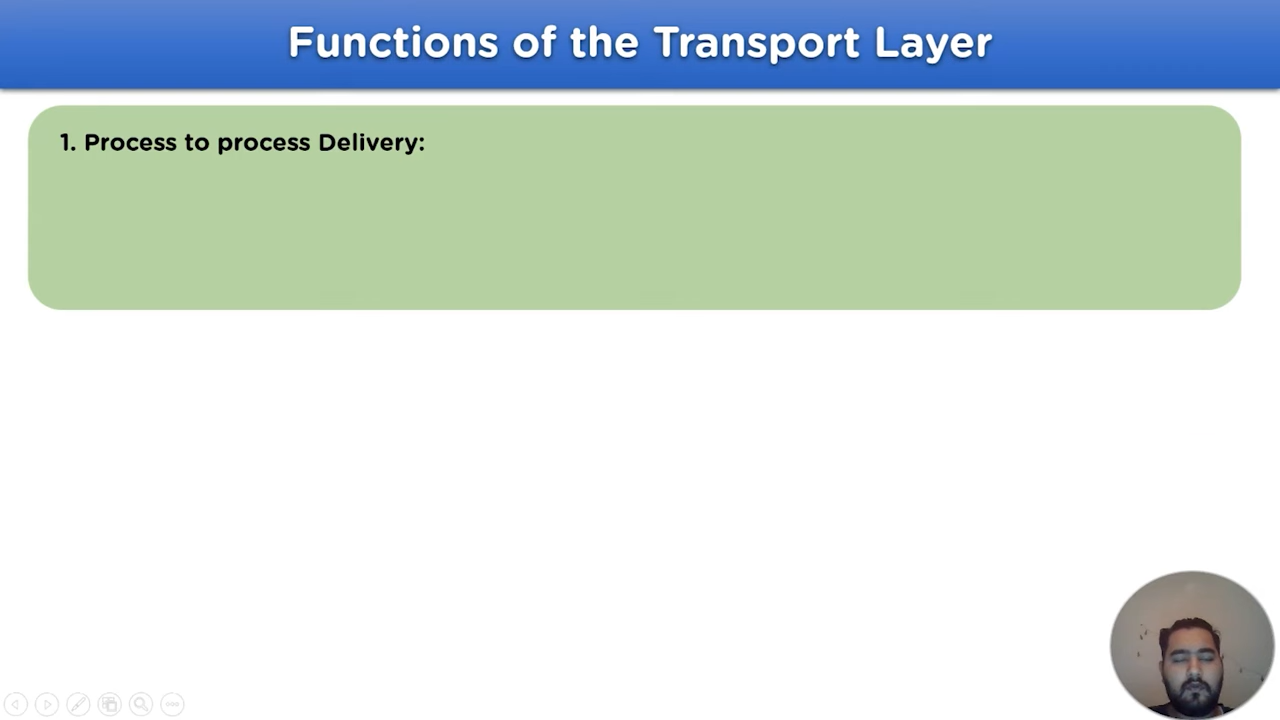 Functions of the Transport Layer
1. Process to process Delivery: